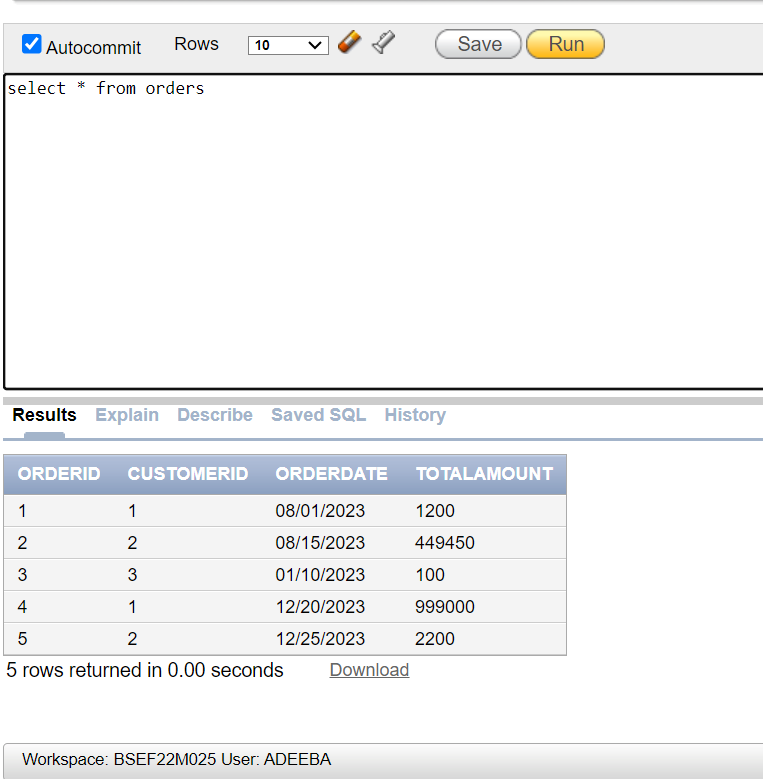 Autocommit Rows 10 Save Run
select * from orders
Results Explain Describe Saved SQL History
ORDERID CUSTOMERID ORDERDATE TOTALAMOUNT
1 1 08/01/2023 1200
2 2 08/15/2023 449450
3 3 01/10/2023 100
4 1 12/20/2023 999000
5 2 12/25/2023 2200
5 rows returned in 0.00 seconds Download
Workspace: BSEF22M025 User: ADEEBA